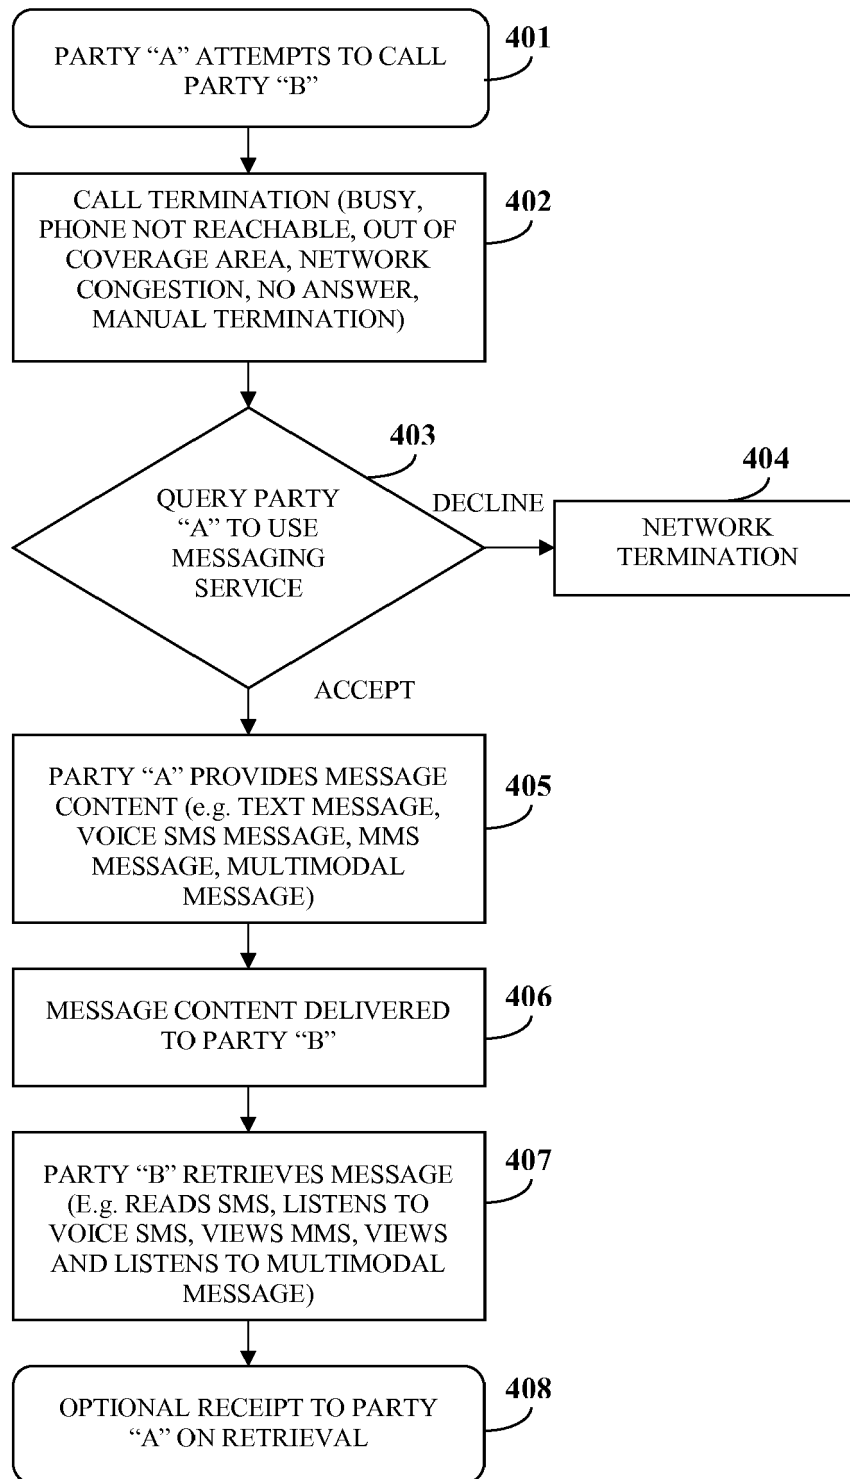 PARTY “A” ATTEMPTS TO CALL
PARTY “B”
401
CALL TERMINATION (BUSY,
PHONE NOT REACHABLE, OUT OF
COVERAGE AREA, NETWORK
CONGESTION, NO ANSWER,
MANUAL TERMINATION)
402
403
QUERY PARTY
“A” TO USE
MESSAGING
SERVICE
DECLINE
404
NETWORK
TERMINATION
ACCEPT
PARTY “A” PROVIDES MESSAGE
CONTENT (e.g. TEXT MESSAGE,
VOICE SMS MESSAGE, MMS
MESSAGE, MULTIMODAL
MESSAGE)
405
MESSAGE CONTENT DELIVERED
TO PARTY “B”
406
PARTY “B” RETRIEVES MESSAGE
(E.g. READS SMS, LISTENS TO
VOICE SMS, VIEWS MMS, VIEWS
AND LISTENS TO MULTIMODAL
MESSAGE)
407
OPTIONAL RECEIPT TO PARTY
“A” ON RETRIEVAL
408